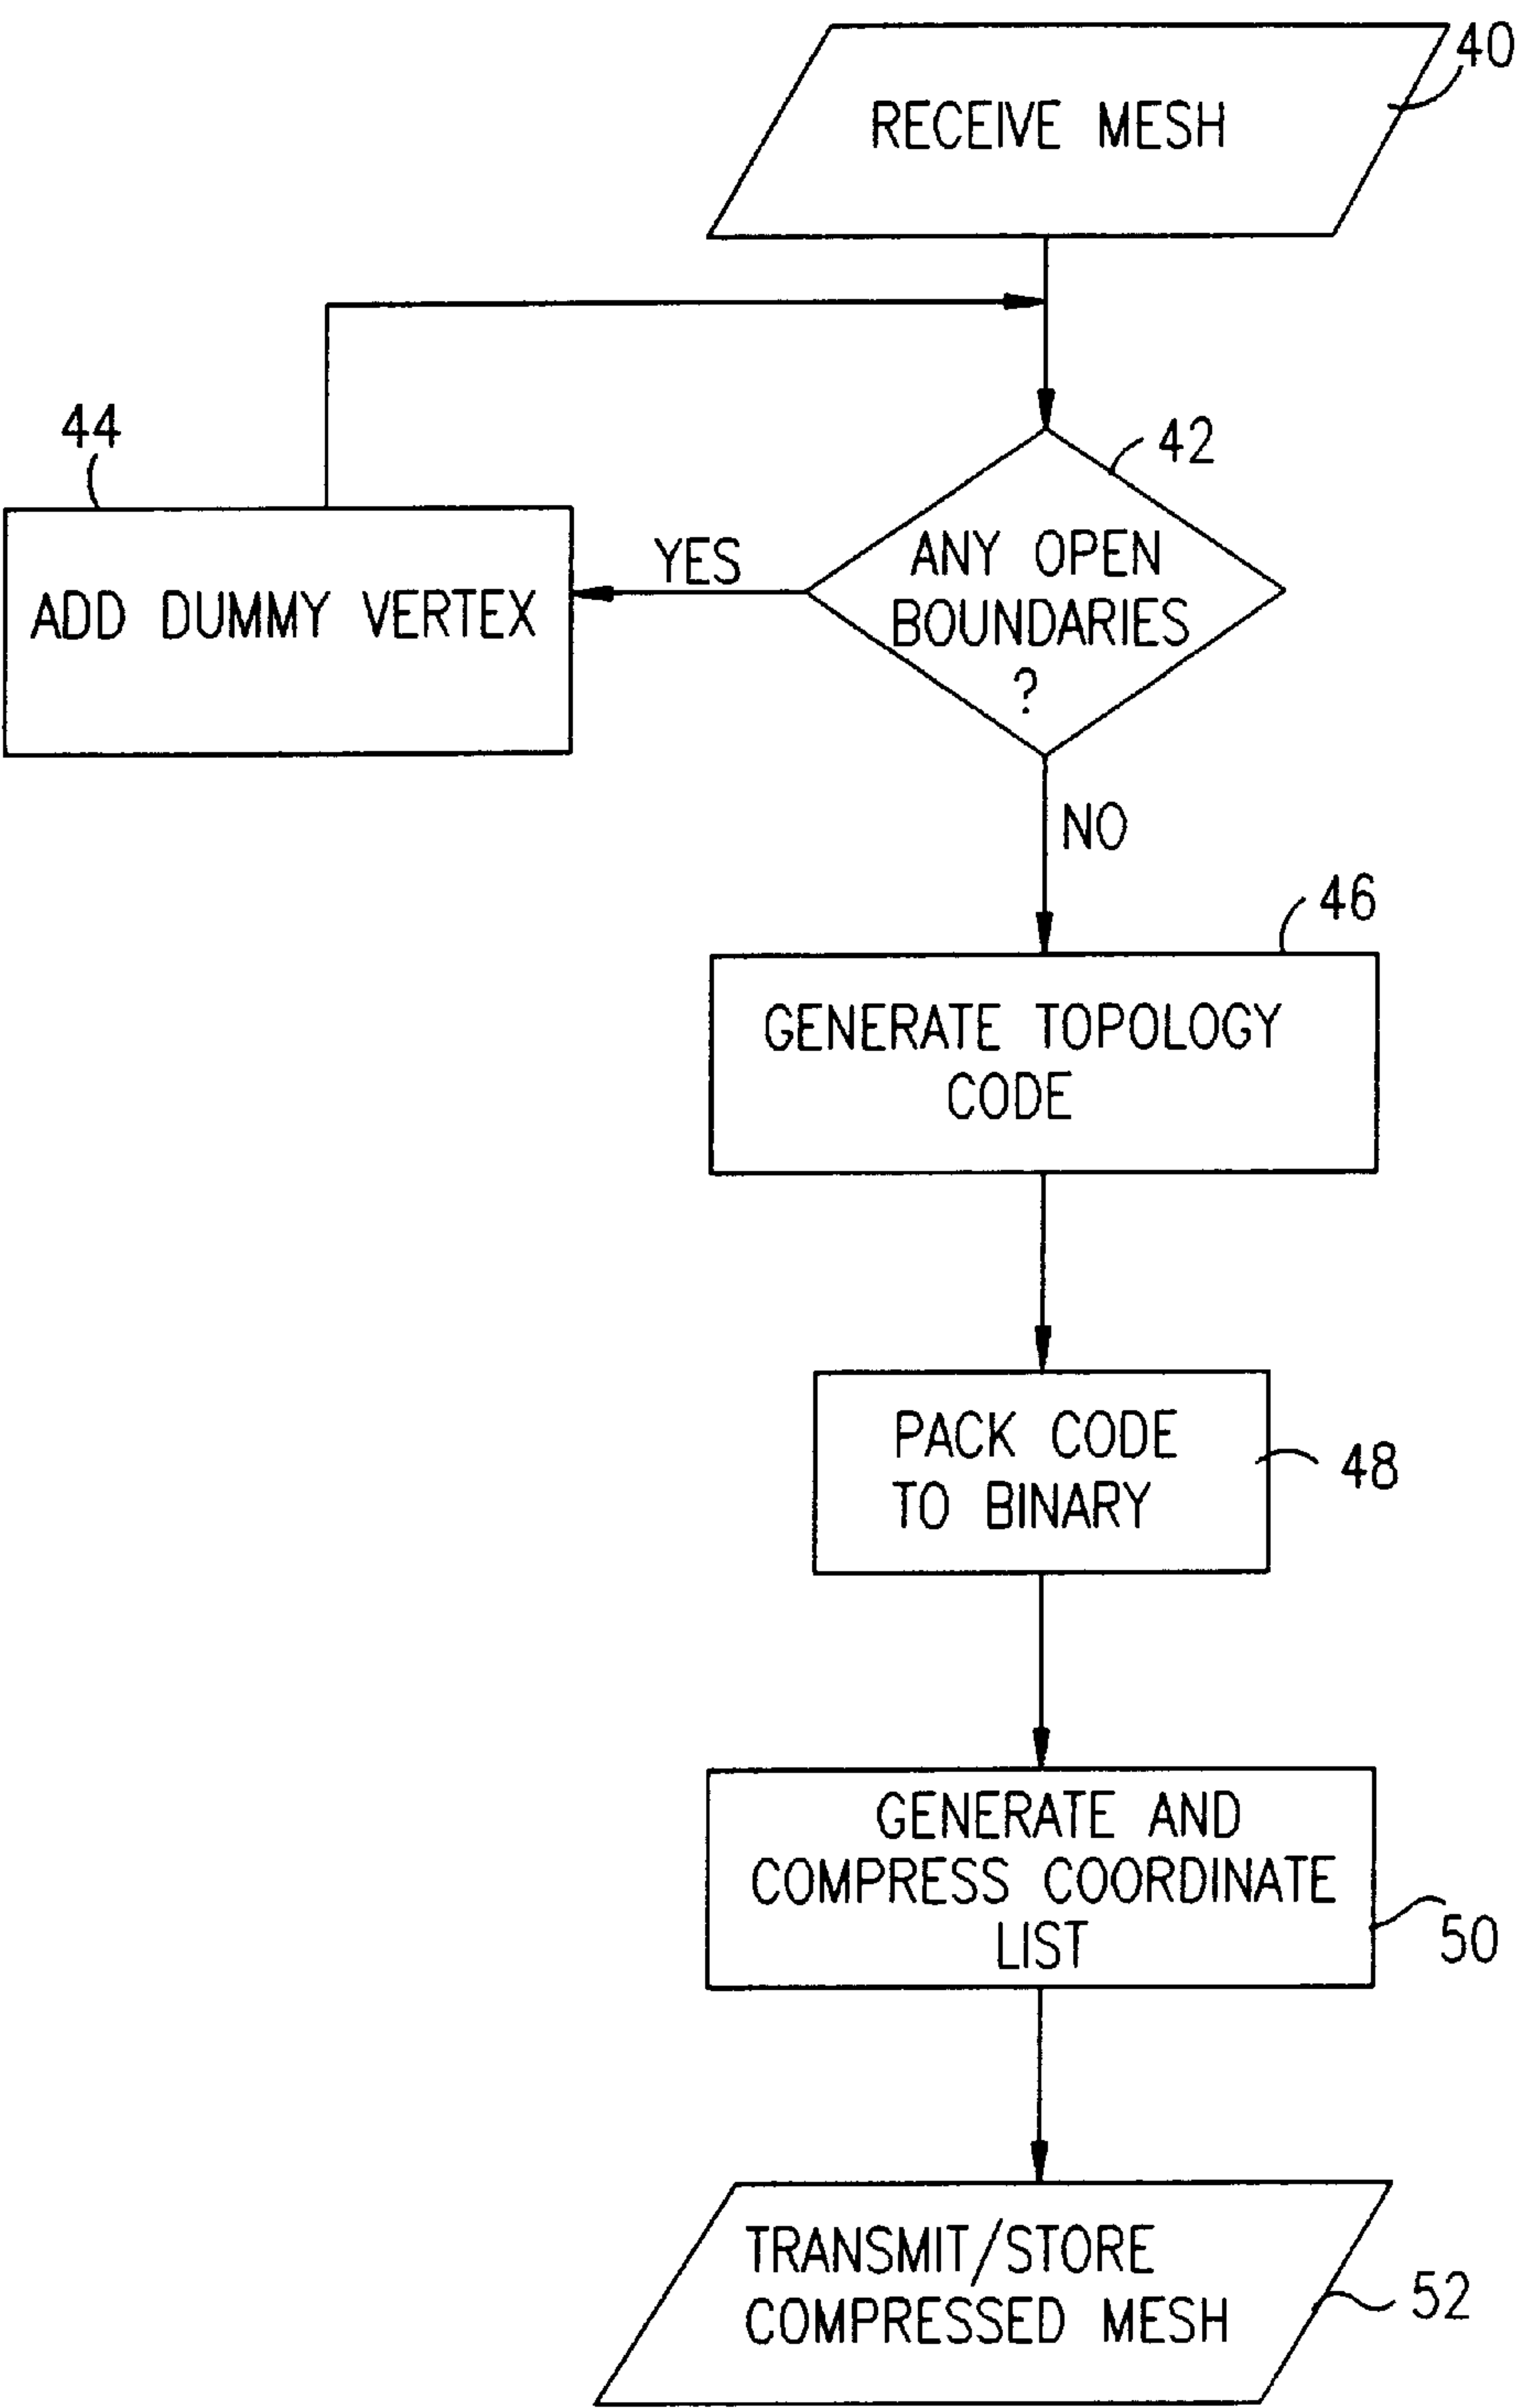 40
RECEIVE MESH
44
42
ANY OPEN
BOUNDARIES
?
YES
ADD DUMMY VERTEX
NO
46
GENERATE TOPOLOGY
CODE
PACK CODE
TO BINARY
48
GENERATE AND
COMPRESS COORDINATE
LIST
50
TRANSMIT/STORE
COMPRESSED MESH
52